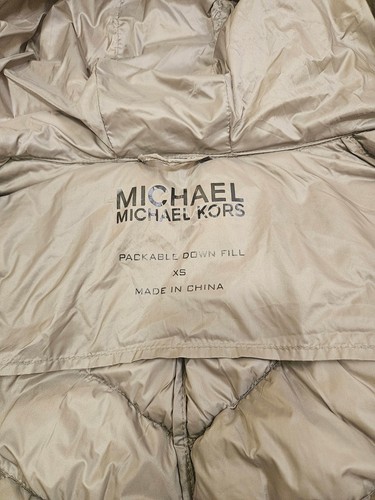 MICHAEL
MICHAEL KORS
PACKABLE DOWN FILL
XS
MADE IN CHINA